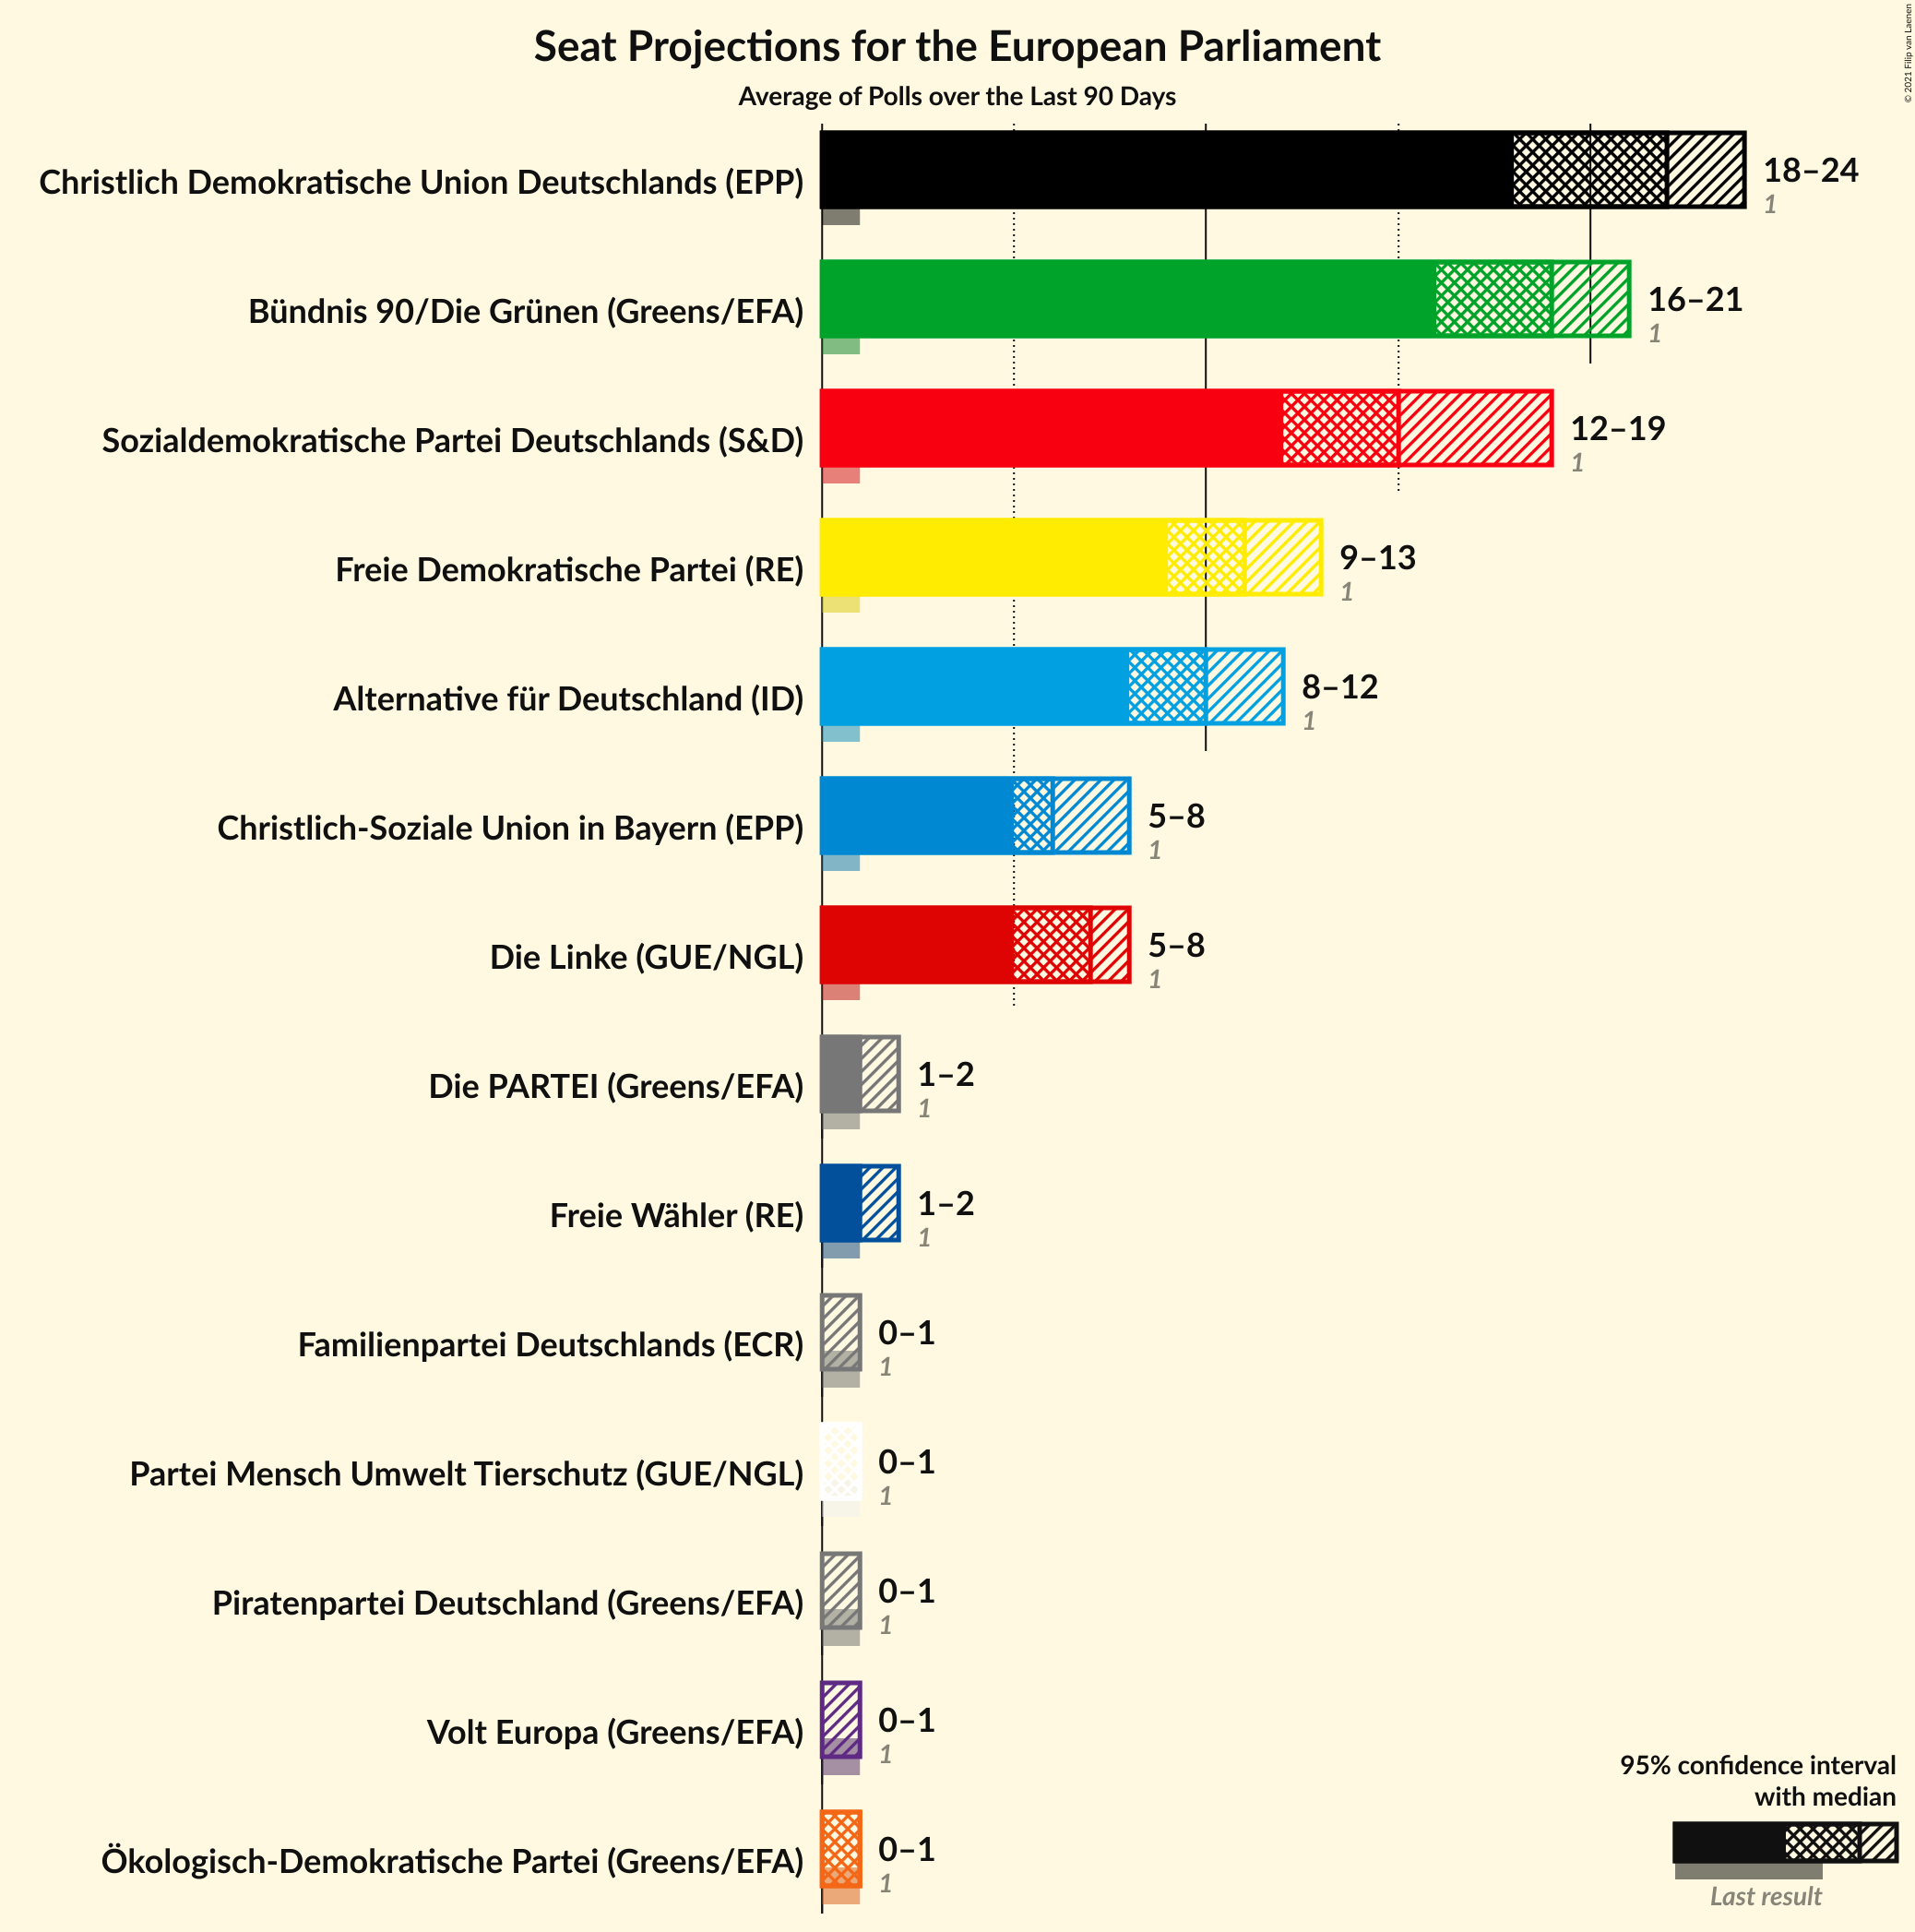 Seat Projections for the European Parliament
Average of Polls over the Last 90 Days
© 2021 Filip van Laenen
Christlich Demokratische Union Deutschlands (EPP)
18–24
1
Bündnis 90/Die Grünen (Greens/EFA)
16–21
1
Sozialdemokratische Partei Deutschlands (S&D)
12–19
1
Freie Demokratische Partei (RE)
9–13
1
Alternative für Deutschland (ID)
8–12
1
Christlich-Soziale Union in Bayern (EPP)
5–8
1
Die Linke (GUE/NGL)
5–8
1
Die PARTEI (Greens/EFA)
1–2
1
Freie Wähler (RE)
1–2
1
Familienpartei Deutschlands (ECR)
0–1
1
Partei Mensch Umwelt Tierschutz (GUE/NGL)
0–1
1
Piratenpartei Deutschland (Greens/EFA)
0–1
1
Volt Europa (Greens/EFA)
0–1
1
Ökologisch-Demokratische Partei (Greens/EFA)
0–1
1
95% confidence interval
with median
Last result